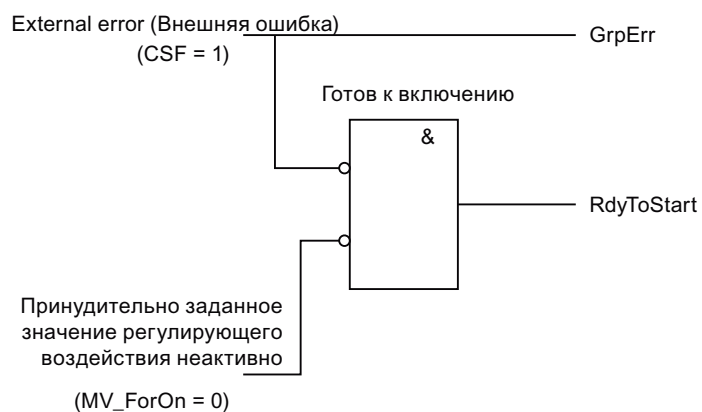 External error (Внешняя ошибка)
(CSF = 1)
GrpErr
Готов к включению
&
RdyToStart
Принудительно заданное
значение регулирующего
воздействия неактивно
(MV_ForOn = 0)